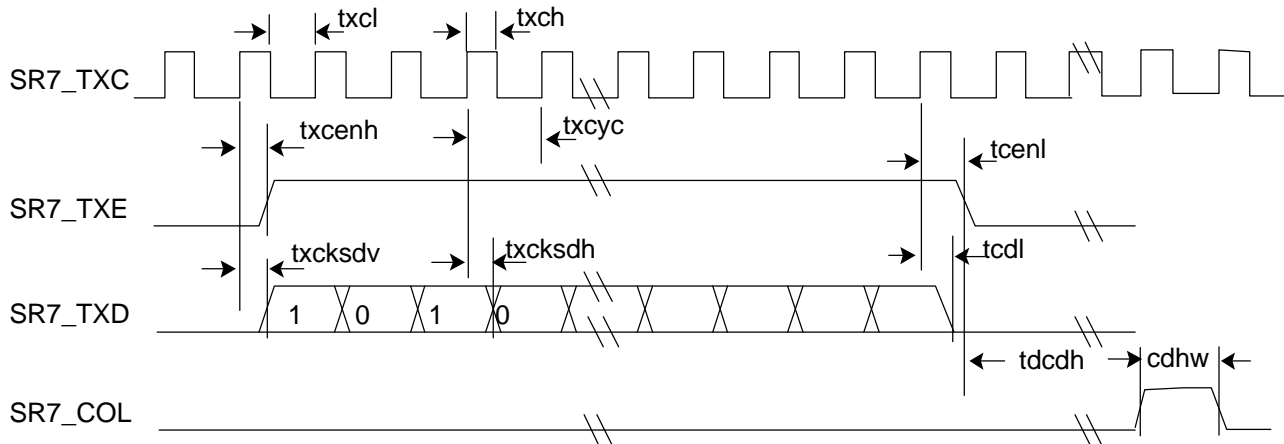 txcl txch
SR7_TXC
txcenh txcyc tcenl
SR7_TXE
txcksdv txcksdh tcdl
SR7_TXD 1 0 1 0
tdcdh cdhw
SR7_COL